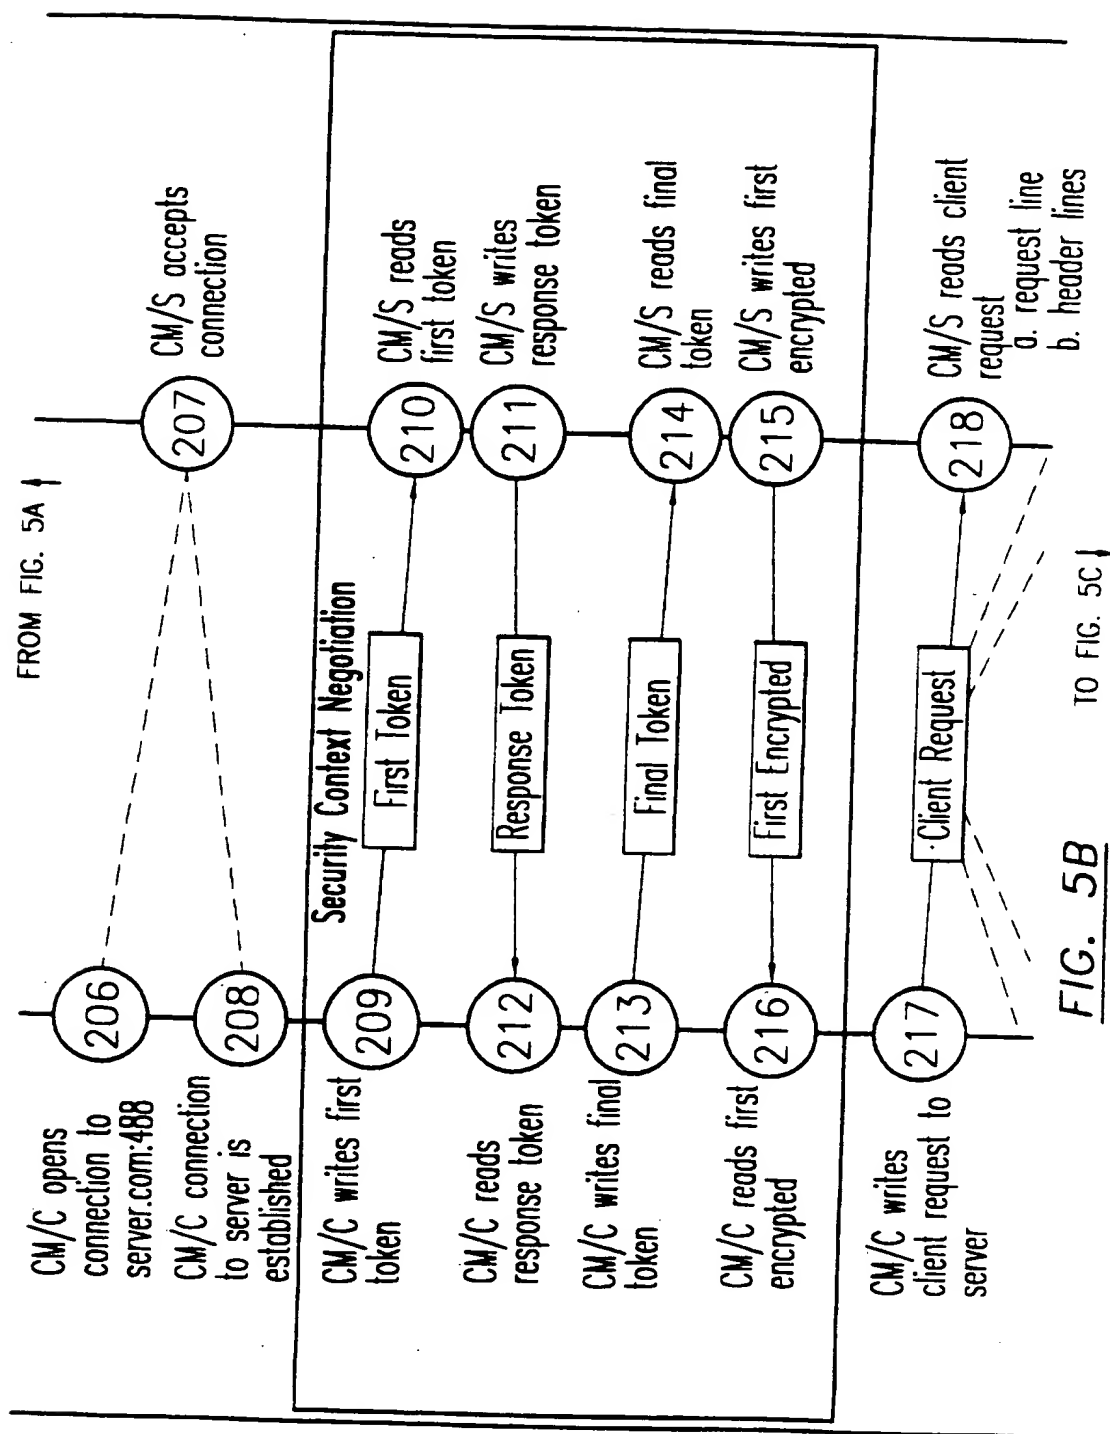 FROM FIG. 5A
CM/C opens
connection to
server.com:488
206
207
CM/S accepts
connection
CM/C connection
to server is
established
208
Security Context Negotiation
CM/C writes first
token
209
First Token
210
CM/S reads
first token
CM/C reads
response token
212
Response Token
211
CM/S writes
response token
CM/C writes final
token
213
Final Token
214
CM/S reads final
token
CM/C reads first
encrypted
216
First Encrypted
215
CM/S writes first
encrypted
CM/C writes
client request to
server
217
Client Request
218
CM/S reads client
request
a. request line
b. header lines
TO FIG. 5C
FIG. 5B